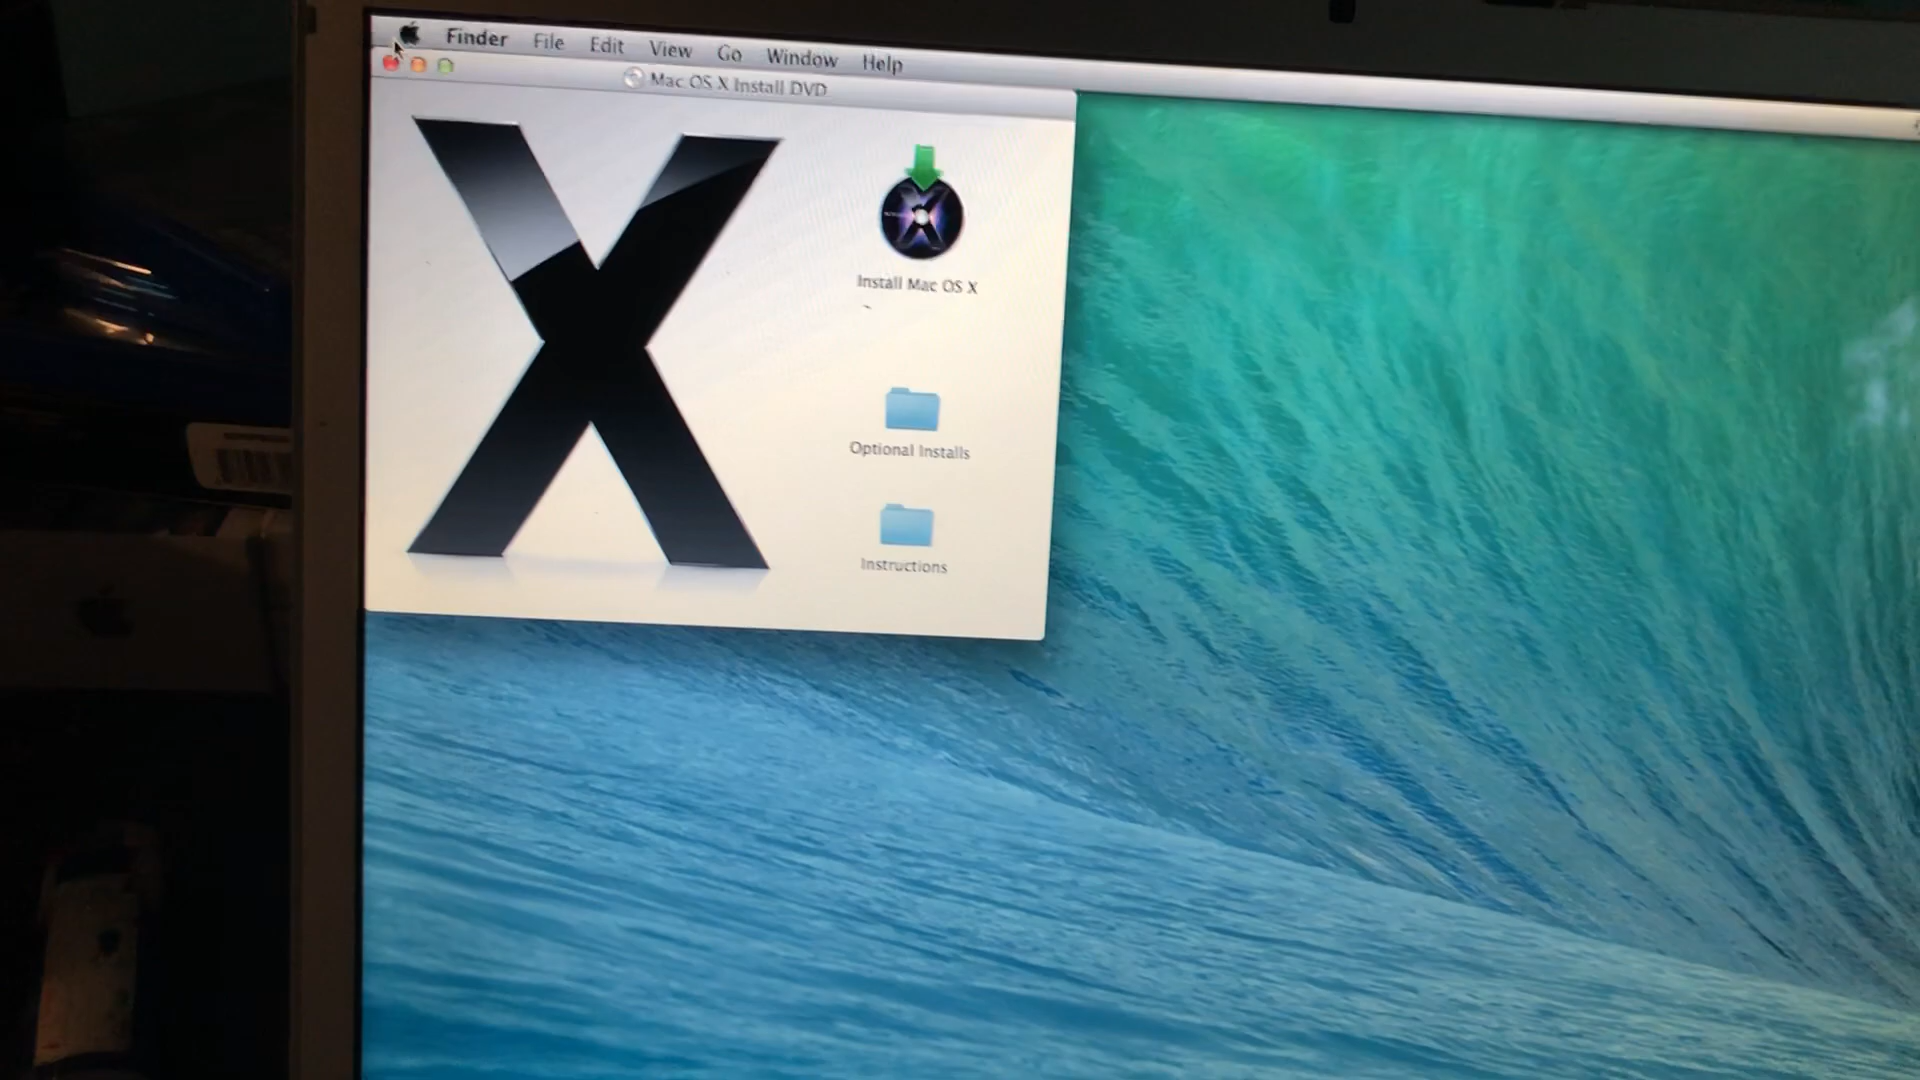 Finder File Edit View Go Window Help
Mac OS X Install DVD
Install Mac OS X
Optional Installs
Instructions